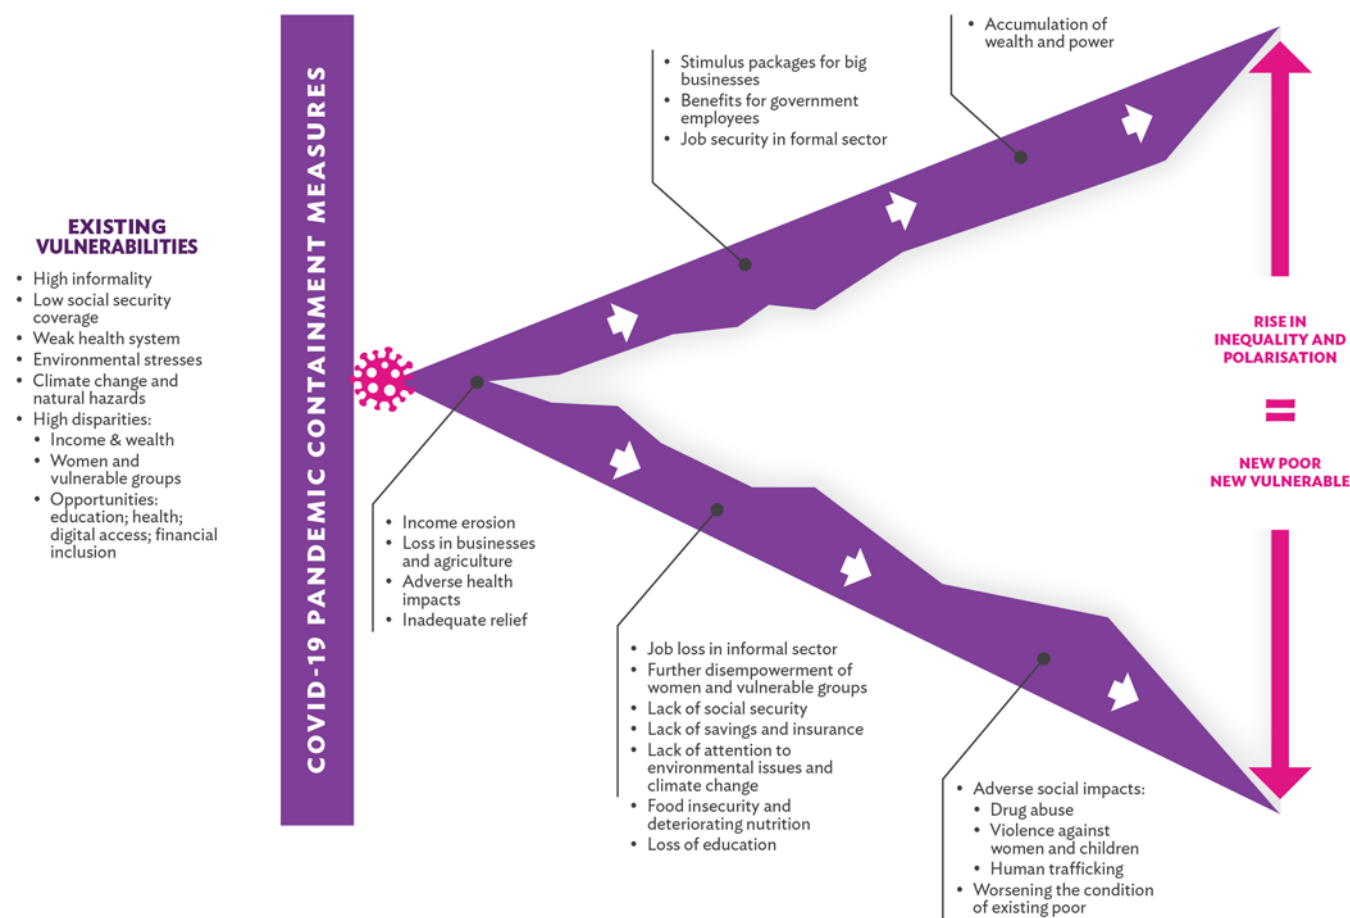 EXISTING
VULNERABILITIES
• High informality
• Low social security
coverage
• Weak health system
• Environmental stresses
• Climate change and
natural hazards
• High disparities:
• Income & wealth
• Women and
vulnerable groups
• Opportunities:
education; health;
digital access; financial
inclusion
COVID-19 PANDEMIC CONTAINMENT MEASURES
• Income erosion
• Loss in businesses
and agriculture
• Adverse health
impacts
• Inadequate relief
• Stimulus packages for big
businesses
• Benefits for government
employees
• Job security in formal sector
• Accumulation of
wealth and power
• Job loss in informal sector
• Further disempowerment of
women and vulnerable groups
• Lack of social security
• Lack of savings and insurance
• Lack of attention to
environmental issues and
climate change
• Food insecurity and
deteriorating nutrition
• Loss of education
• Adverse social impacts:
• Drug abuse
• Violence against
women and children
• Human trafficking
• Worsening the condition
of existing poor
RISE IN
INEQUALITY AND
POLARISATION
=
NEW POOR
NEW VULNERABLE